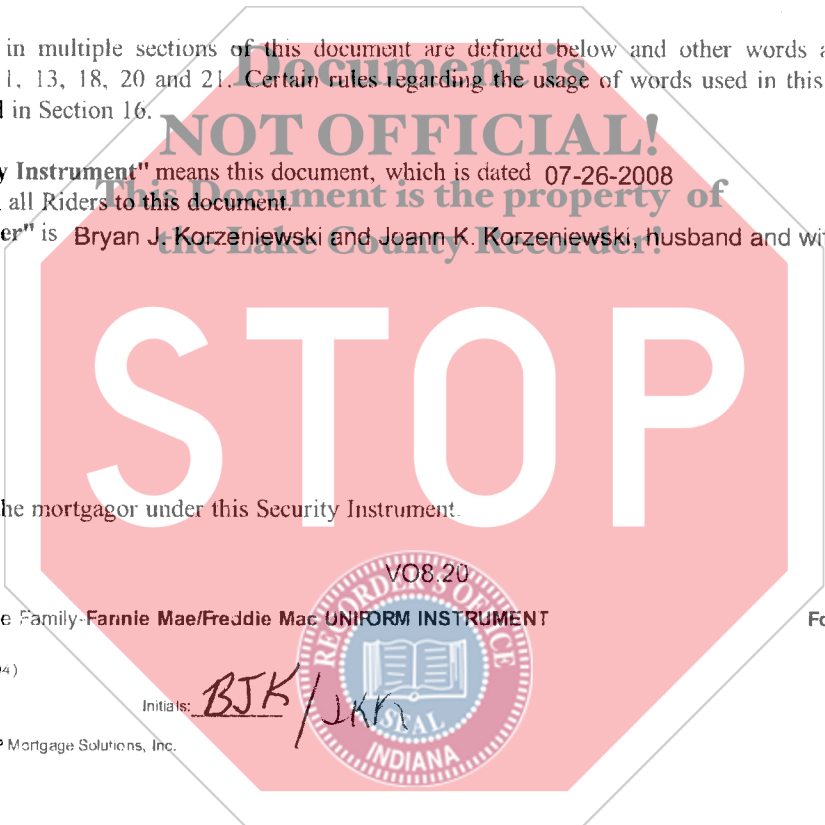 in multiple sections of this document are defined below and other words a
1, 13, 18, 20 and 21. Certain rules regarding the usage of words used in this
in Section 16.
Document is
NOT OFFICIAL!
This Document is the property of
the Lake County Recorder!
y Instrument" means this document, which is dated 07-26-2008
all Riders to this document.
er" is Bryan J. Korzeniewski and Joann K. Korzeniewski, husband and wi
STOP
he mortgagor under this Security Instrument.
VO8.20
e Family-Fannie Mae/Freddie Mac UNIFORM INSTRUMENT Fo
Initials: BJK/JKK
P Mortgage Solutions, Inc.
RECORDER'S OFFICE
SEAL
INDIANA